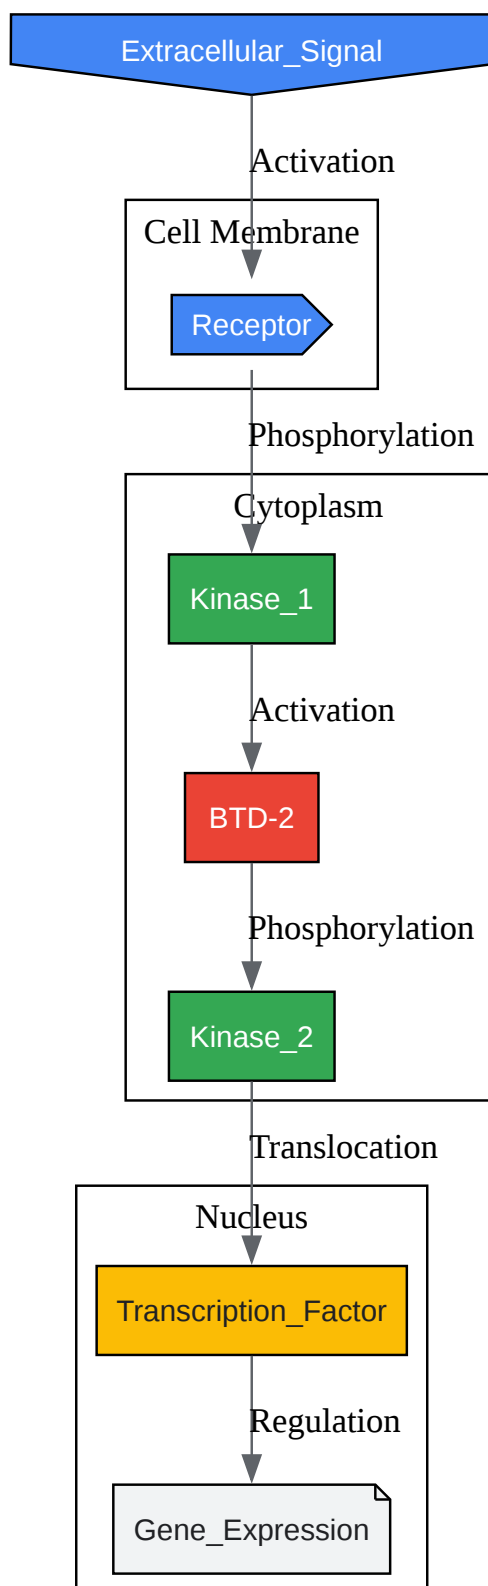 Extracellular_Signal
Activation
Cell Membrane
Receptor
Phosphorylation
Cytoplasm
Kinase_1
Activation
BTD-2
Phosphorylation
Kinase_2
Translocation
Nucleus
Transcription_Factor
Regulation
Gene_Expression